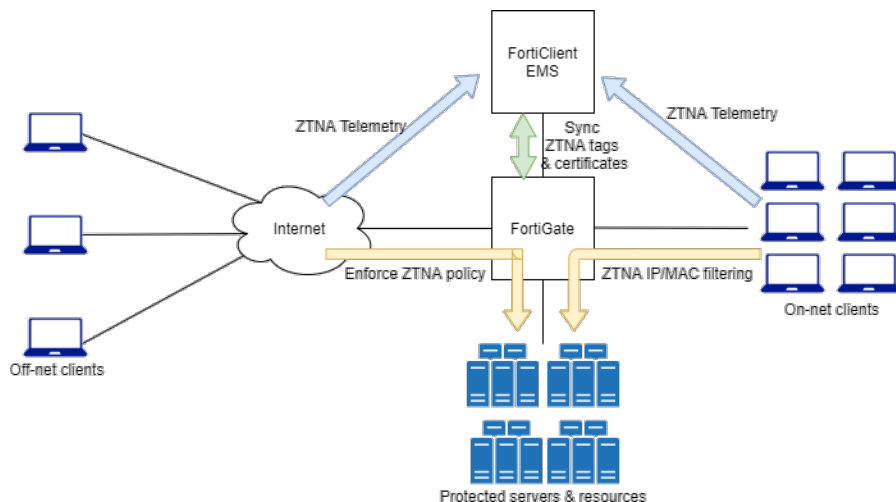 FortiClient
EMS
ZTNA Telemetry
ZTNA Telemetry
Sync
ZTNA tags
& certificates
Internet
FortiGate
Enforce ZTNA policy
ZTNA IP/MAC filtering
On-net clients
Off-net clients
Protected servers & resources